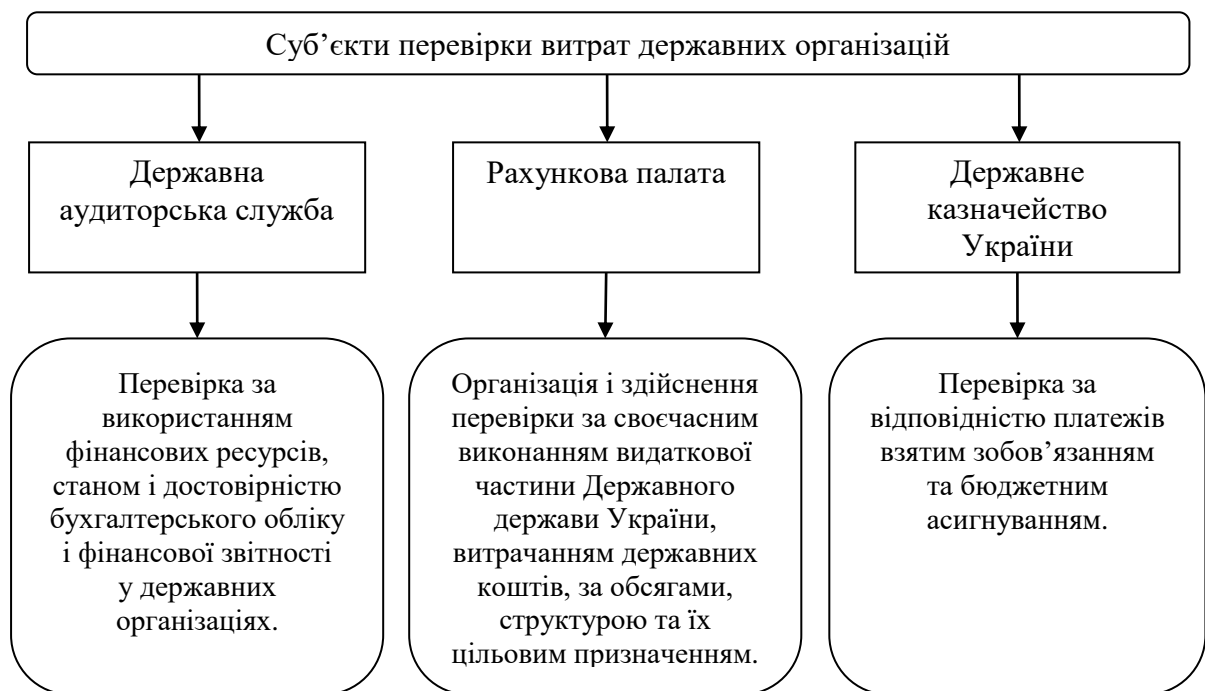 Суб’єкти перевірки витрат державних організацій
Державна
аудиторська служба
Рахункова палата
Державне
казначейство
України
Перевірка за
використанням
фінансових ресурсів,
станом і достовірністю
бухгалтерського обліку
і фінансової звітності
у державних
організаціях.
Організація і здійснення
перевірки за своєчасним
виконанням видаткової
частини Державного
держави України,
витрачанням державних
коштів, за обсягами,
структурою та їх
цільовим призначенням.
Перевірка за
відповідністю платежів
взятим зобов’язанням
та бюджетним
асигнуванням.